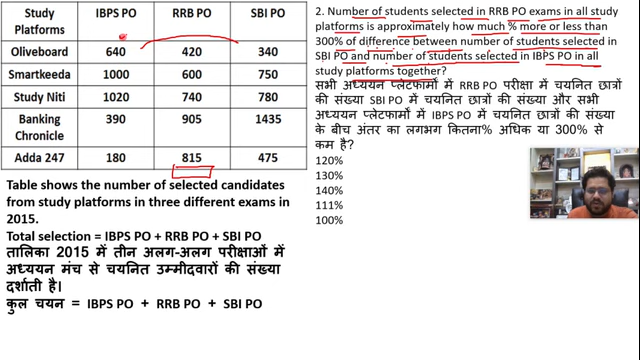 Study Platforms IBPS PO RRB PO SBI PO
Oliveboard 640 420 340
Smartkeeda 1000 600 750
Study Niti 1020 740 780
Banking Chronicle 390 905 1435
Adda 247 180 815 475
Table shows the number of selected candidates
from study platforms in three different exams in
2015.
Total selection = IBPS PO + RRB PO + SBI PO
तालिका 2015 में तीन अलग-अलग परीक्षाओं में
अध्ययन मंच से चयनित उम्मीदवारों की संख्या
दर्शाती है।
कुल चयन = IBPS PO + RRB PO + SBI PO
2. Number of students selected in RRB PO exams in all study
platforms is approximately how much % more or less than
300% of difference between number of students selected in
SBI PO and number of students selected in IBPS PO in all
study platforms together?
सभी अध्ययन प्लेटफार्मों में RRB PO परीक्षा में चयनित छात्रों
की संख्या SBI PO में चयनित छात्रों की संख्या और सभी
अध्ययन प्लेटफार्मों में IBPS PO में चयनित छात्रों की संख्या
के बीच अंतर का लगभग कितना% अधिक या 300% से
कम है?
120%
130%
140%
111%
100%